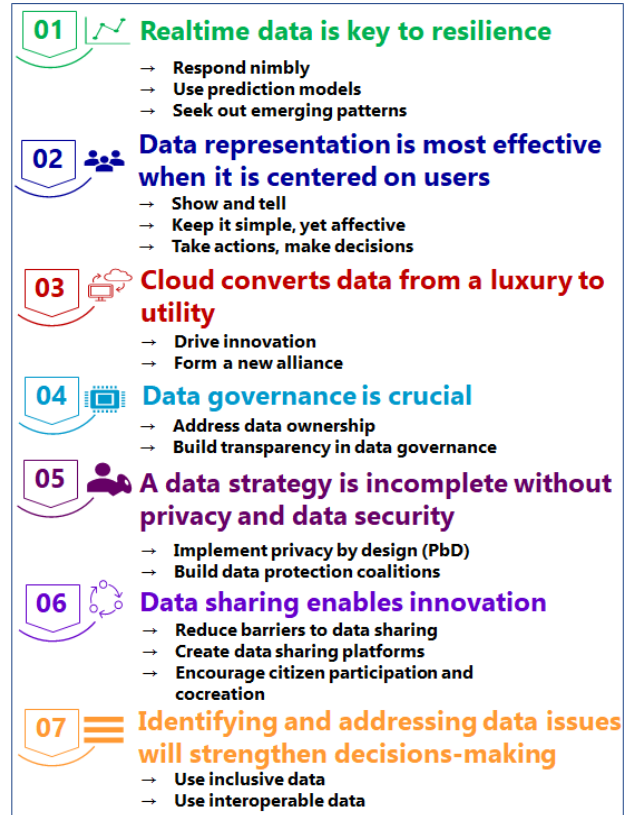 01 Realtime data is key to resilience
→ Respond nimbly
→ Use prediction models
→ Seek out emerging patterns
02 Data representation is most effective
when it is centered on users
→ Show and tell
→ Keep it simple, yet affective
→ Take actions, make decisions
03 Cloud converts data from a luxury to
utility
→ Drive innovation
→ Form a new alliance
04 Data governance is crucial
→ Address data ownership
→ Build transparency in data governance
05 A data strategy is incomplete without
privacy and data security
→ Implement privacy by design (PbD)
→ Build data protection coalitions
06 Data sharing enables innovation
→ Reduce barriers to data sharing
→ Create data sharing platforms
→ Encourage citizen participation and
cocreation
07 Identifying and addressing data issues
will strengthen decisions-making
→ Use inclusive data
→ Use interoperable data